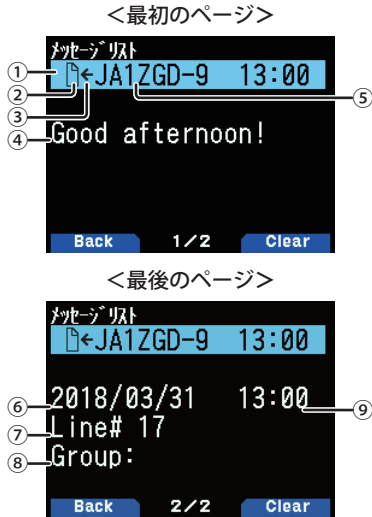 ＜最初のページ＞
ﾒｯｾｰｼﾞﾘｽﾄ
① ② ③ ←JA1ZGD-9 13:00 ⑤
④ Good afternoon!
Back 1/2 Clear
＜最後のページ＞
ﾒｯｾｰｼﾞﾘｽﾄ
←JA1ZGD-9 13:00
⑥ 2018/03/31 13:00 ⑨
⑦ Line# 17
⑧ Group:
Back 2/2 Clear